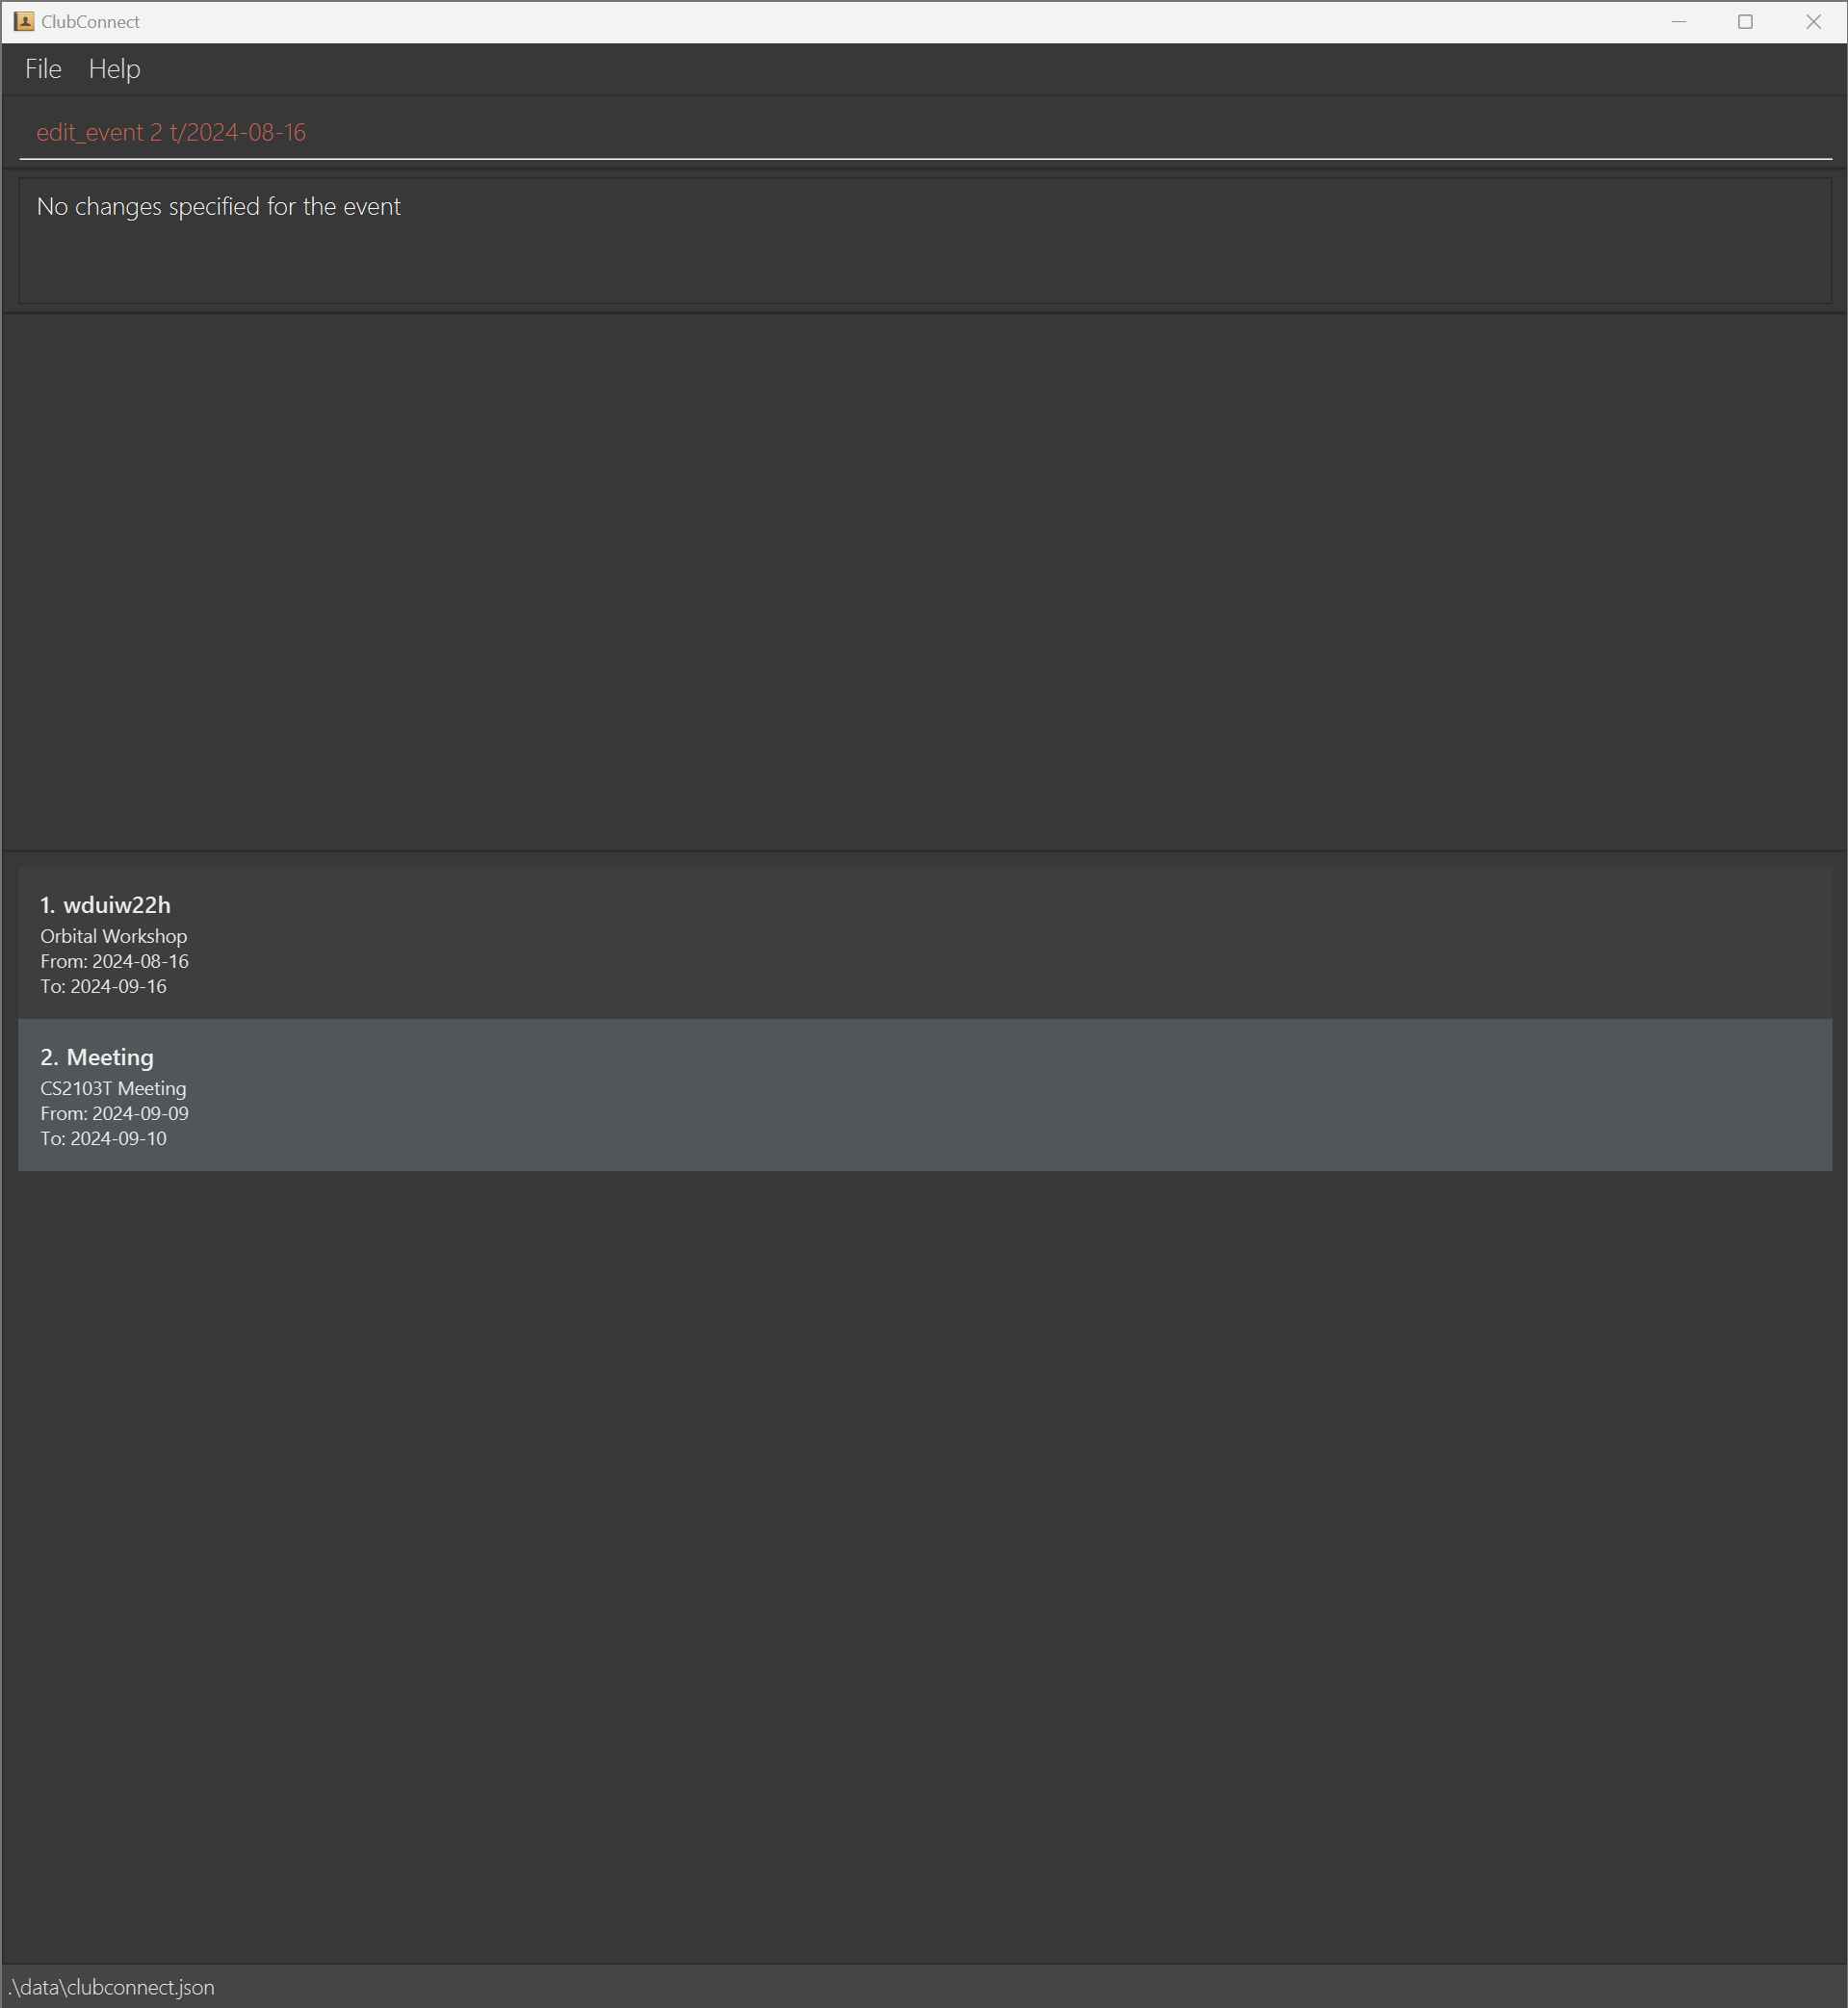 ClubConnect
File Help
edit_event 2 t/2024-08-16
No changes specified for the event
1. wduiw22h
Orbital Workshop
From: 2024-08-16
To: 2024-09-16
2. Meeting
CS2103T Meeting
From: 2024-09-09
To: 2024-09-10
.\data\clubconnect.json